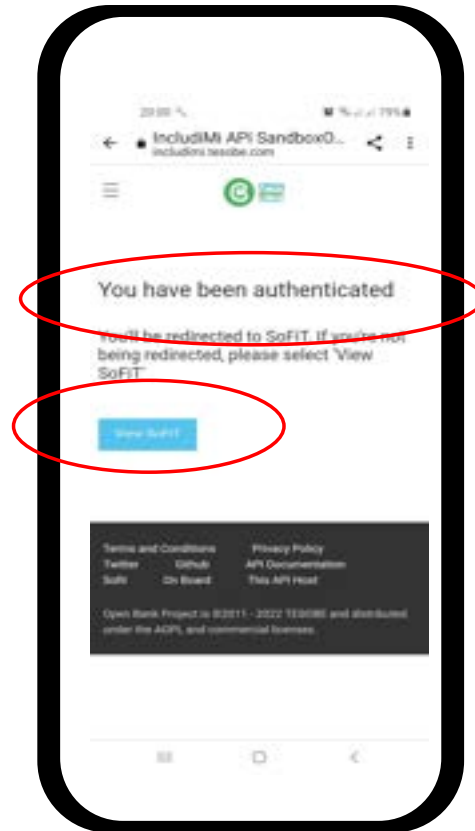 20:00
IncludiMi API SandboxO...
includimi.tesobe.com
You have been authenticated
You'll be redirected to SoFIT. If you're not
being redirected, please select 'View
SoFIT'
View SoFIT
Terms and Conditions Privacy Policy
Twitter Github API Documentation
Sofit On Board This API Host
Open Bank Project is ©2011 - 2022 TESOBE and distributed
under the AGPL and commercial licenses.